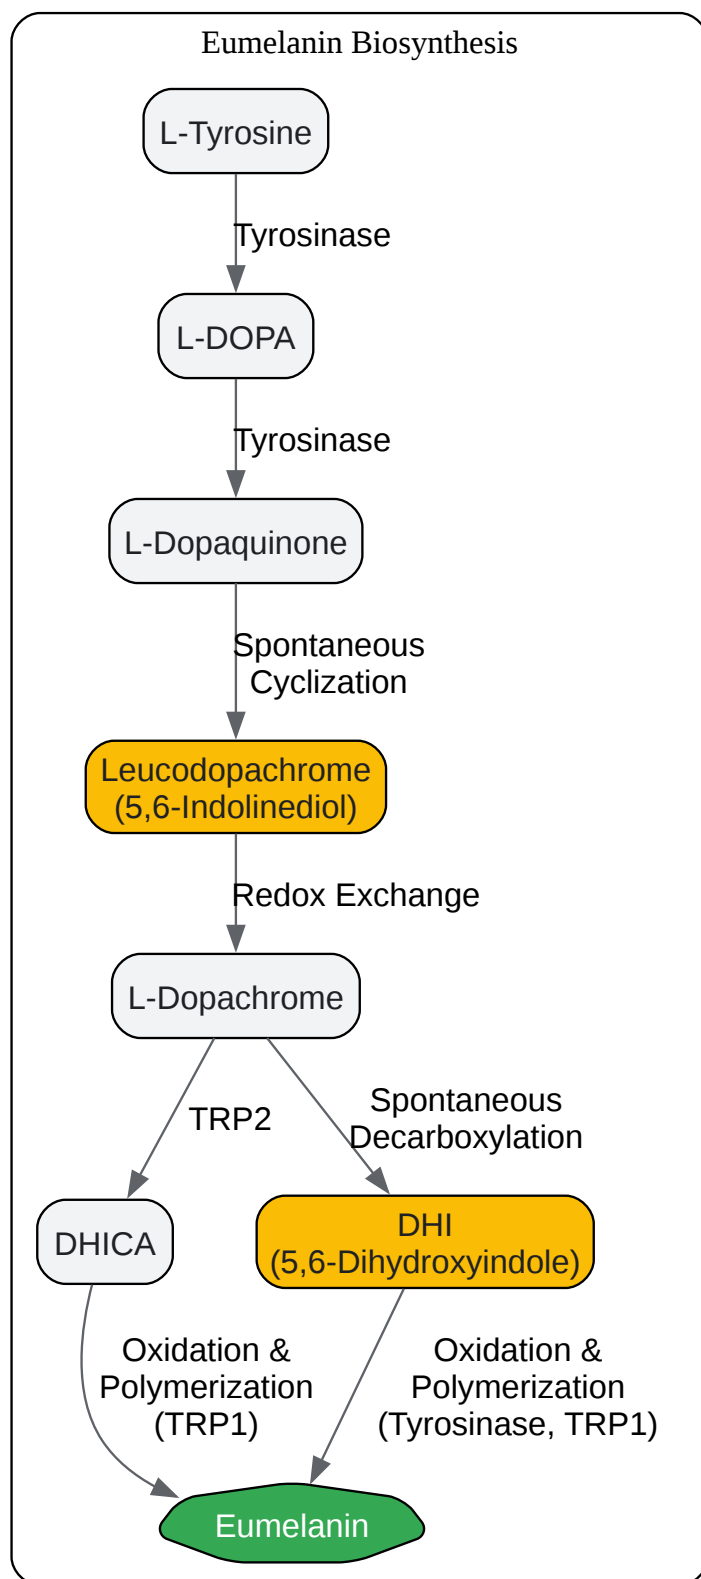 Eumelanin Biosynthesis
L-Tyrosine
Tyrosinase
L-DOPA
Tyrosinase
L-Dopaquinone
Spontaneous
Cyclization
Leucodopachrome
(5,6-Indolinediol)
Redox Exchange
L-Dopachrome
TRP2
Spontaneous
Decarboxylation
DHICA
DHI
(5,6-Dihydroxyindole)
Oxidation &
Polymerization
(TRP1)
Oxidation &
Polymerization
(Tyrosinase, TRP1)
Eumelanin